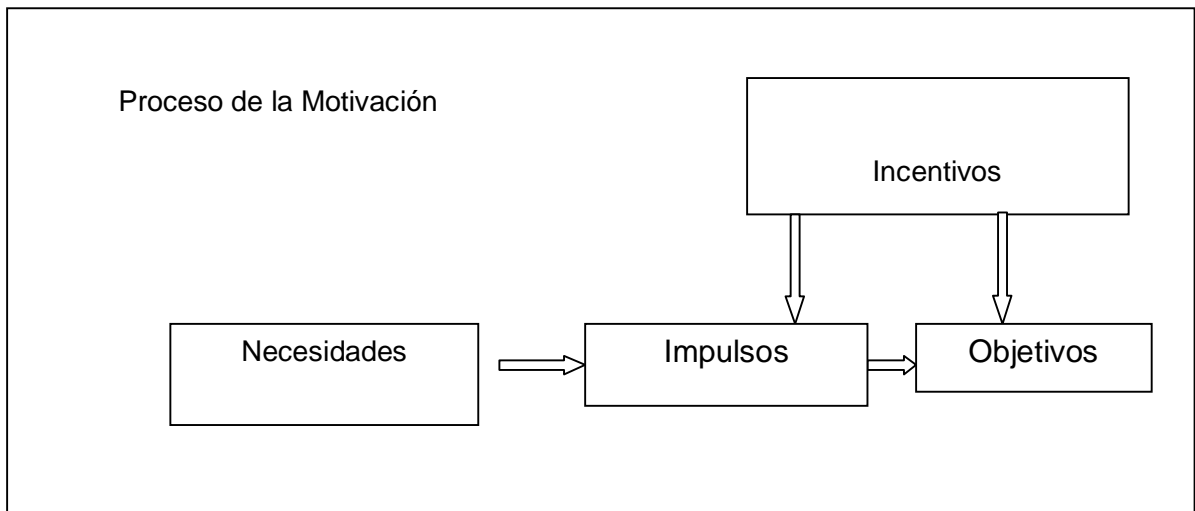 Proceso de la Motivación
Incentivos
Necesidades
Impulsos
Objetivos